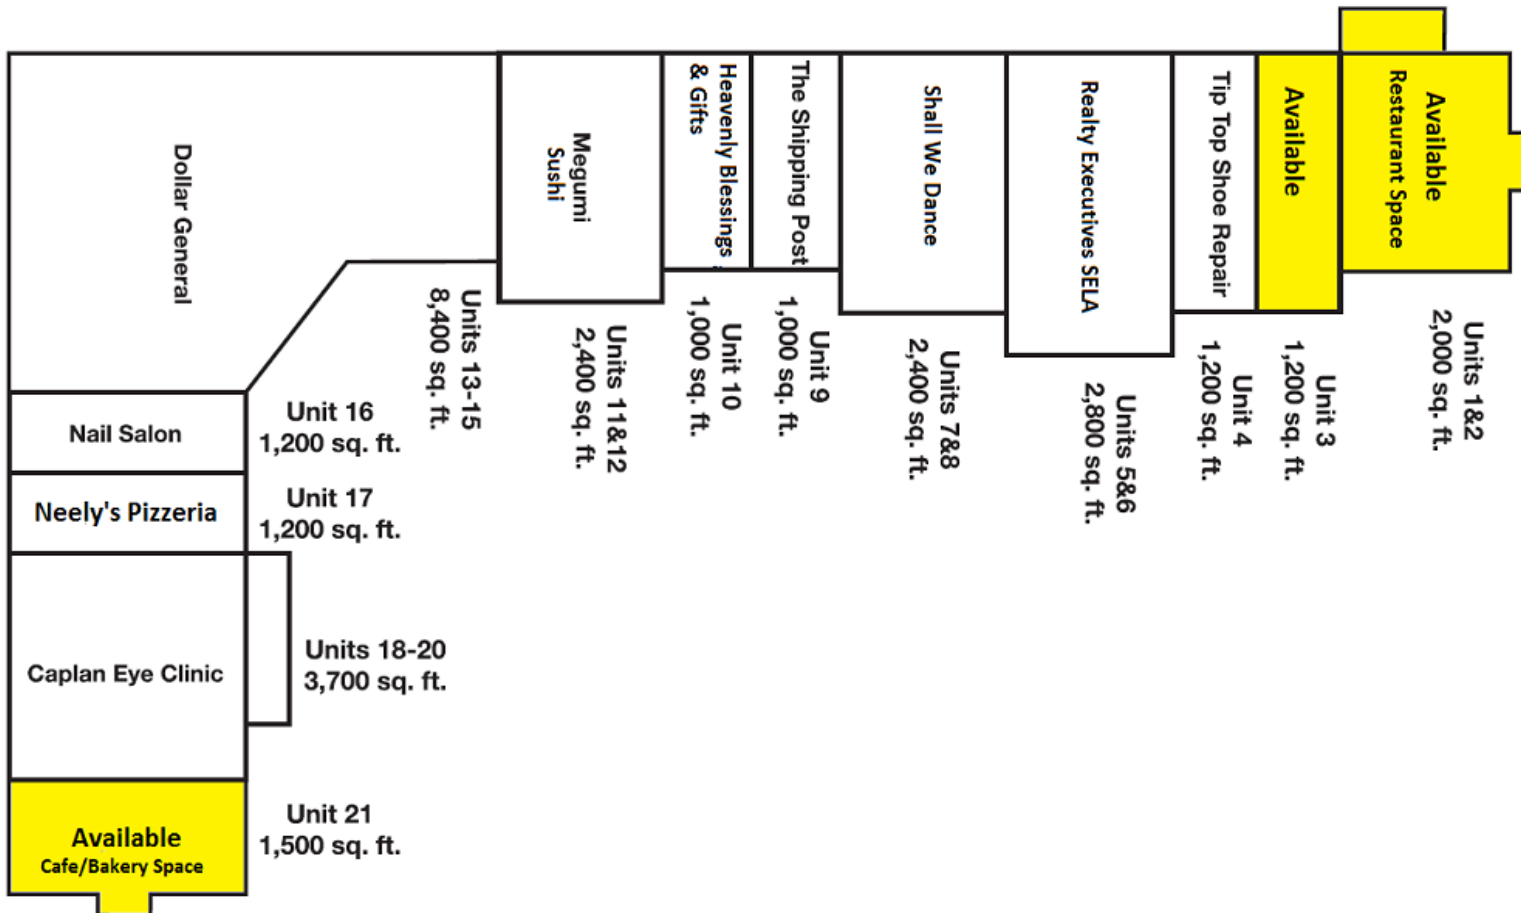 Dollar General
Units 13-15
8,400 sq. ft.
Megumi
Sushi
Units 11&12
2,400 sq. ft.
Heavenly Blessings
& Gifts
Unit 10
1,000 sq. ft.
The Shipping Post
Unit 9
1,000 sq. ft.
Shall We Dance
Units 7&8
2,400 sq. ft.
Realty Executives SELA
Units 5&6
2,800 sq. ft.
Tip Top Shoe Repair
Unit 4
1,200 sq. ft.
Available
Unit 3
1,200 sq. ft.
Available
Restaurant Space
Units 1&2
2,000 sq. ft.
Nail Salon
Unit 16
1,200 sq. ft.
Neely's Pizzeria
Unit 17
1,200 sq. ft.
Caplan Eye Clinic
Units 18-20
3,700 sq. ft.
Available
Cafe/Bakery Space
Unit 21
1,500 sq. ft.